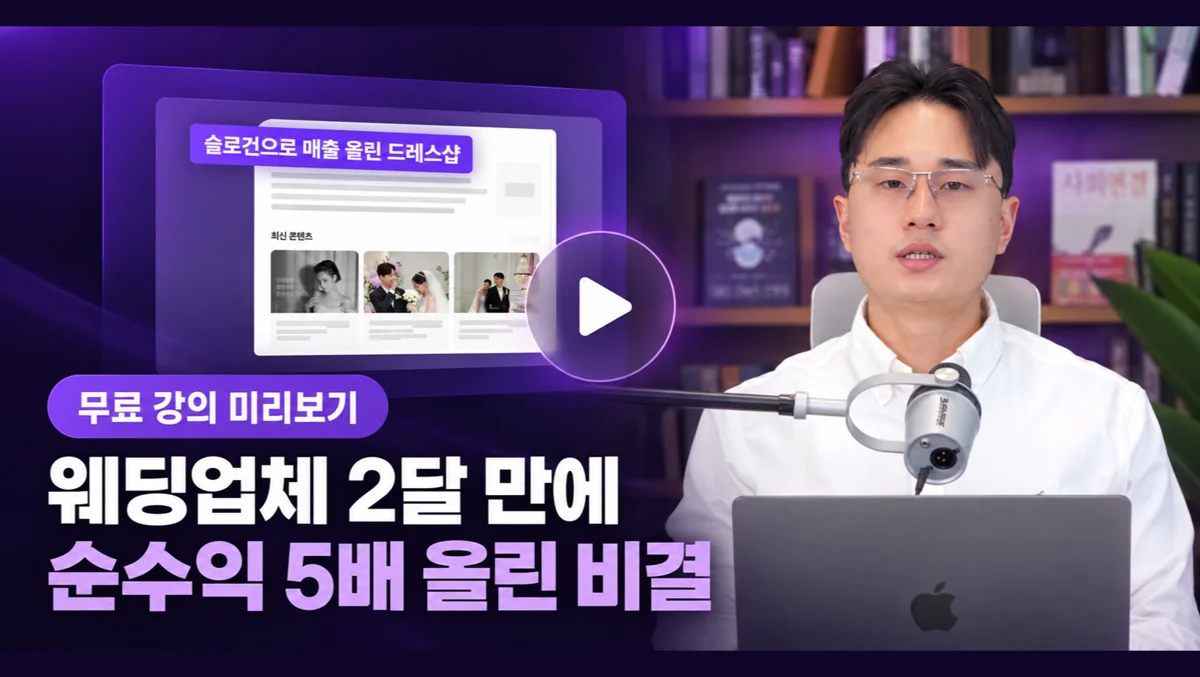 슬로건으로 매출 올린 드레스샵
최신 콘텐츠
무료 강의 미리보기
웨딩업체 2달 만에
순수익 5배 올린 비결